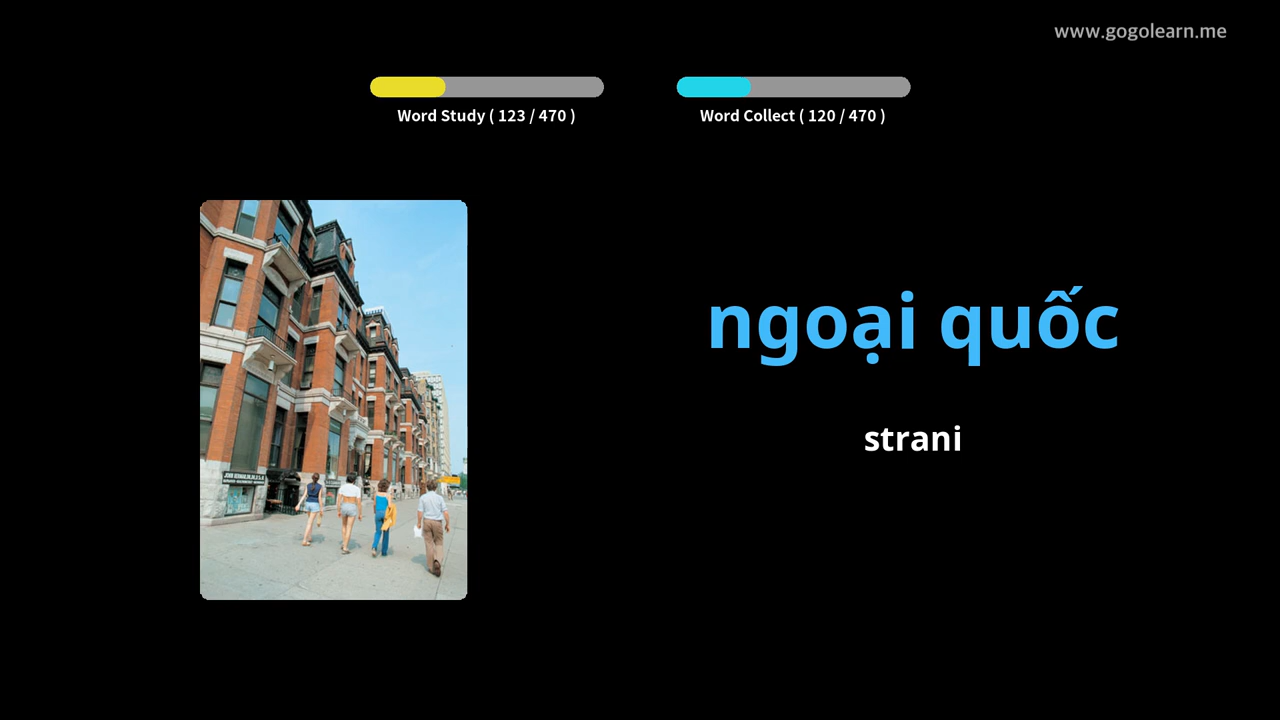 www.gogolearn.me
Word Study ( 123 / 470 )
Word Collect ( 120 / 470 )
ngoại quốc
strani